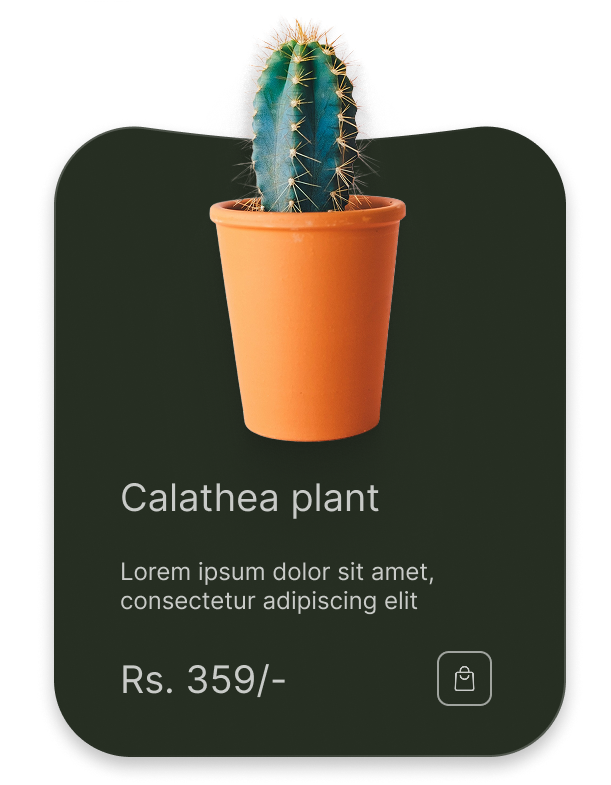 Calathea plant
Lorem ipsum dolor sit amet,
consectetur adipiscing elit
Rs. 359/-